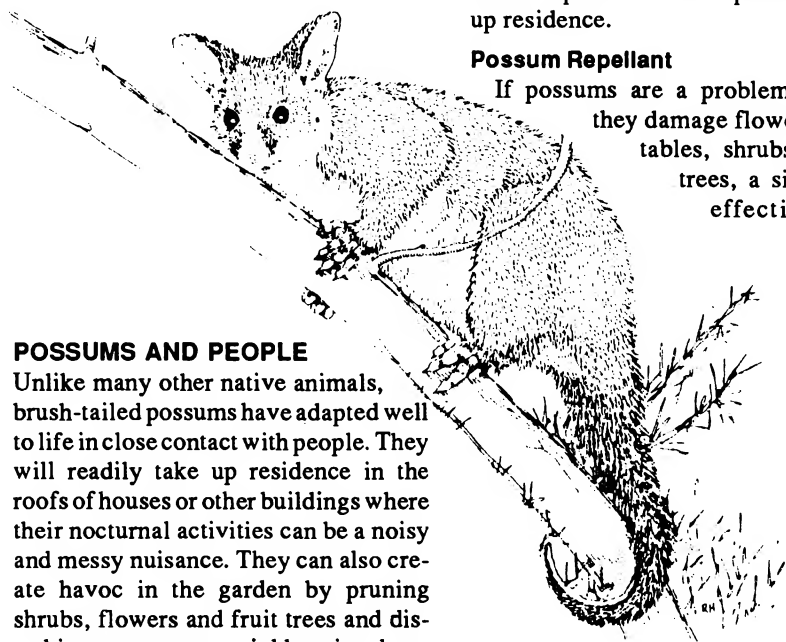 POSSUMS AND PEOPLE
Unlike many other native animals,
brush-tailed possums have adapted well
to life in close contact with people. They
will readily take up residence in the
roofs of houses or other buildings where
their nocturnal activities can be a noisy
and messy nuisance. They can also cre-
ate havoc in the garden by pruning
shrubs, flowers and fruit trees and dis-
up residence.
Possum Repellant
If possums are a problem
they damage flowe
tables, shrubs
trees, a si
effecti
RH